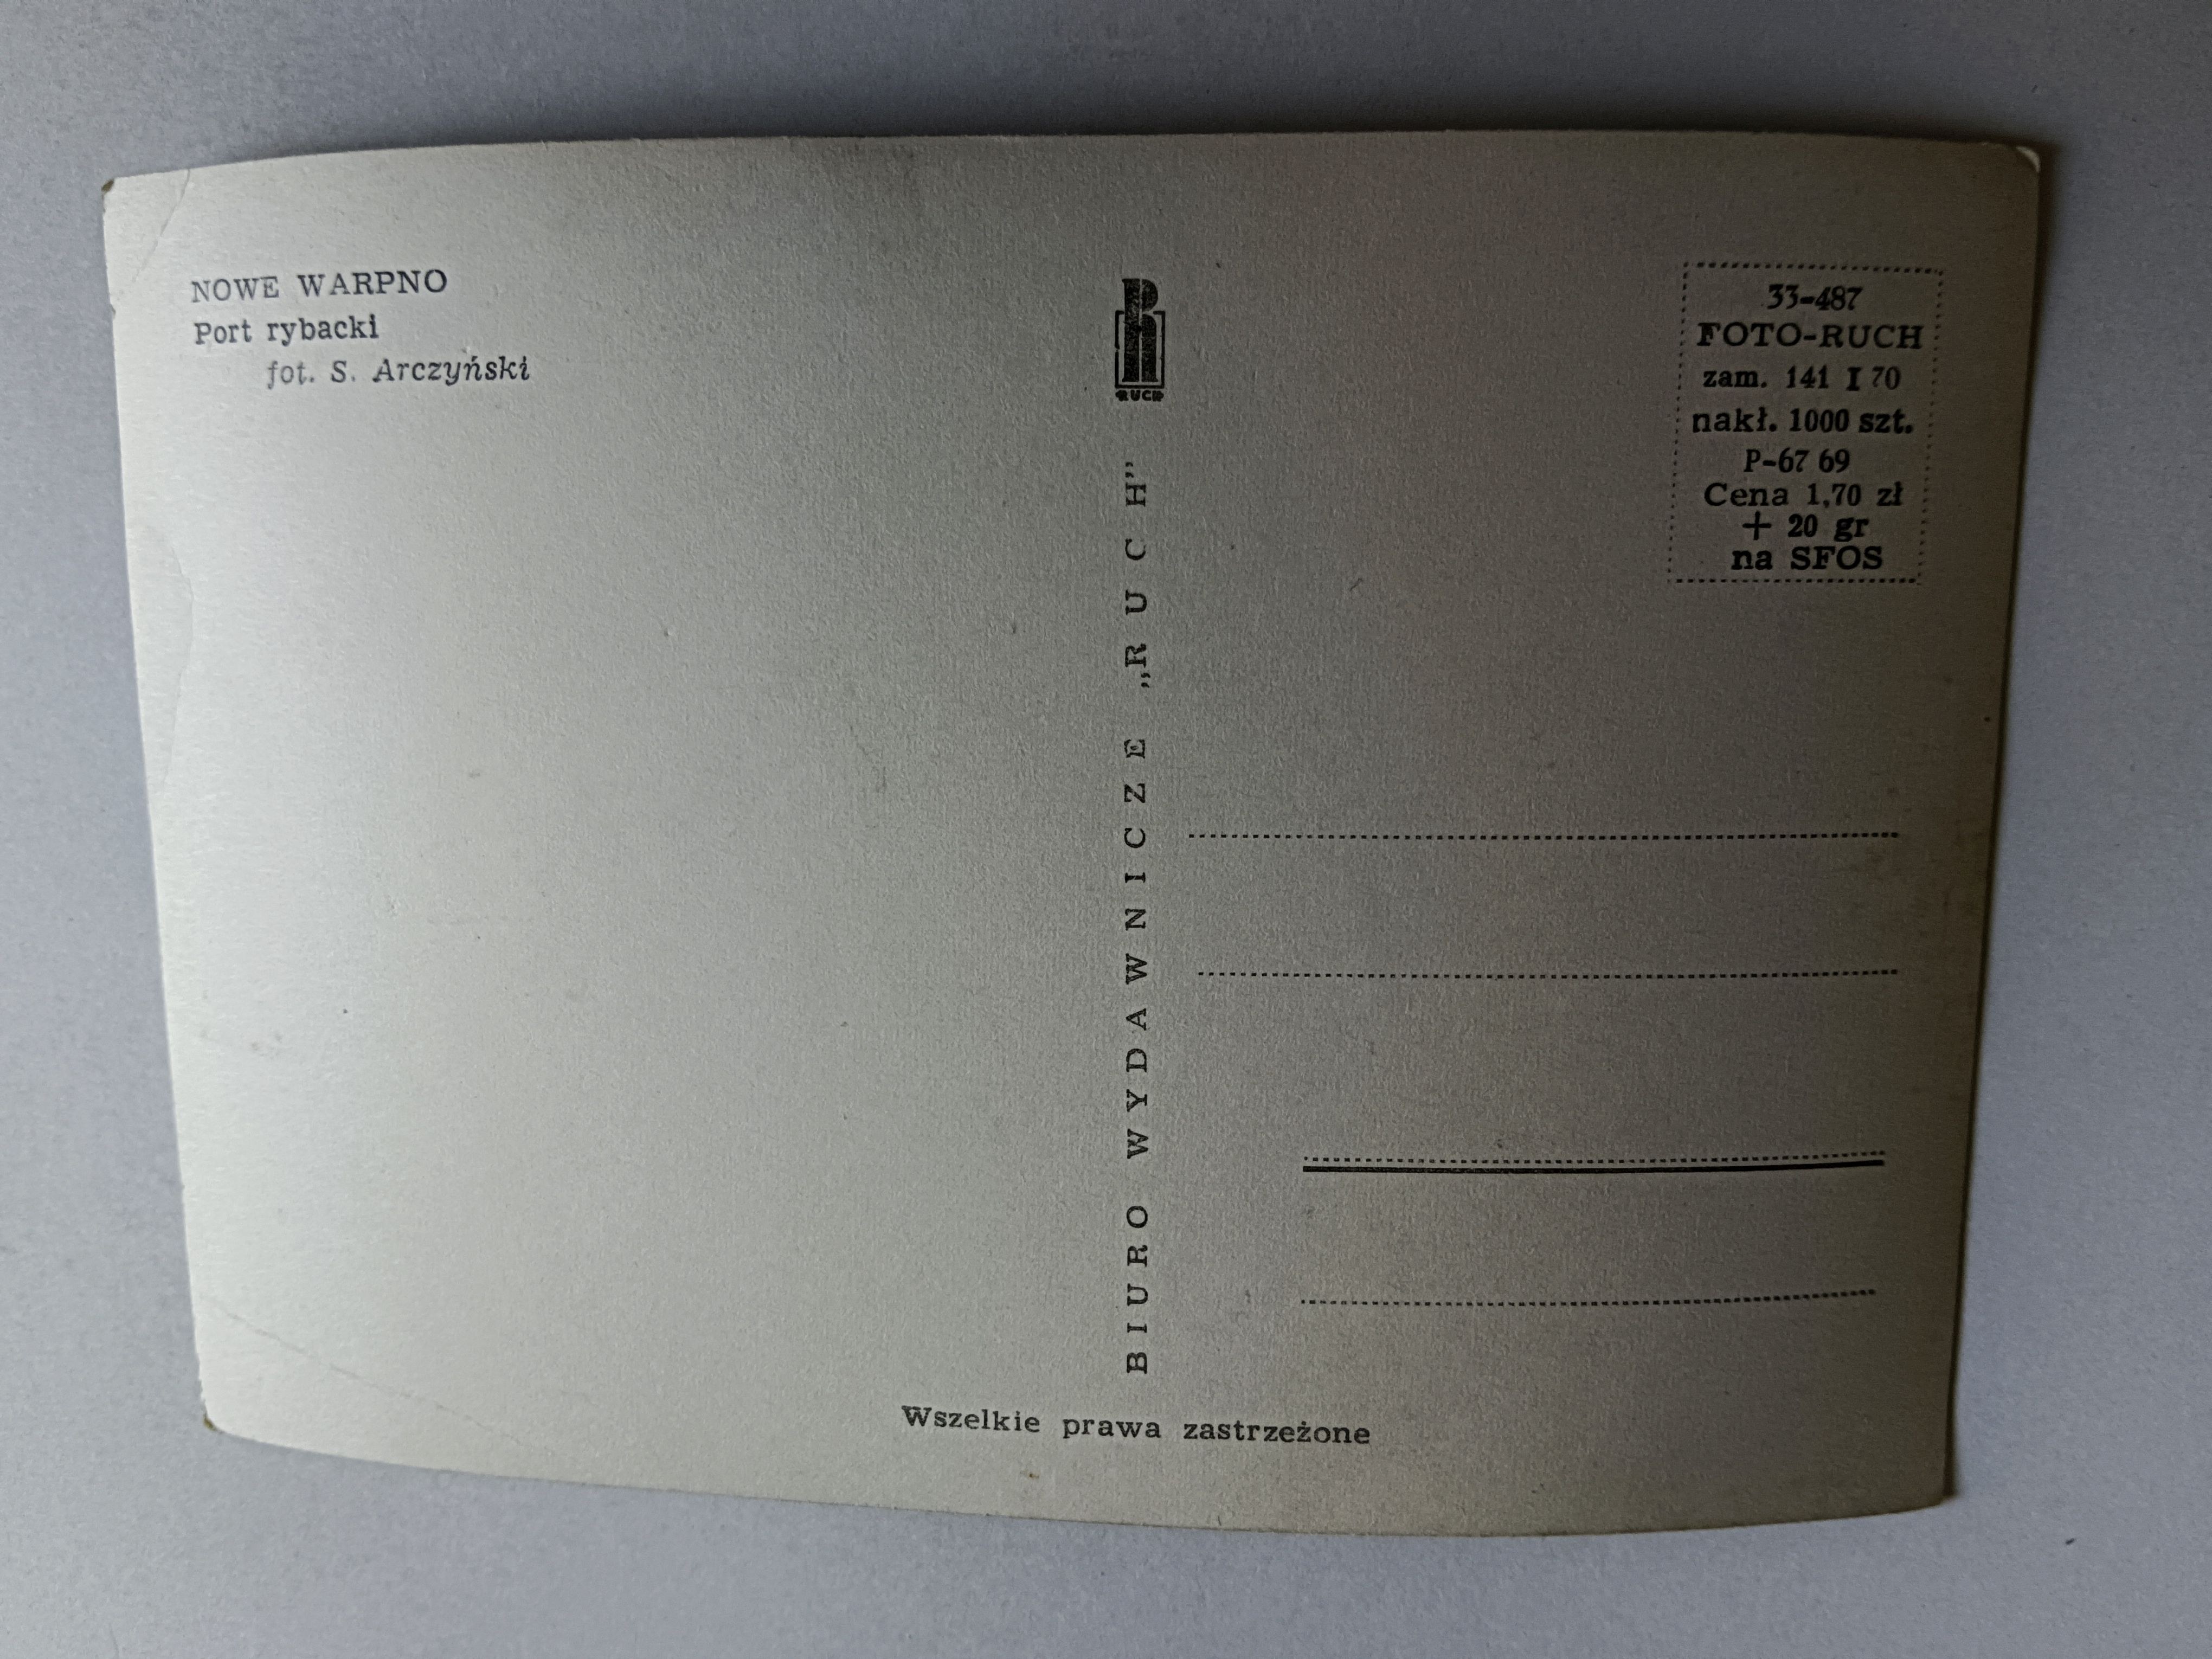 NOWE WARPNO
Port rybacki
fot. S. Arczyński
RUCH
BIURO WYDAWNICZE „RUCH”
33-487
FOTO-RUCH
zam. 141 I 70
nakł. 1000 szt.
P-67 69
Cena 1,70 zł
+ 20 gr
na SFOS
Wszelkie prawa zastrzeżone